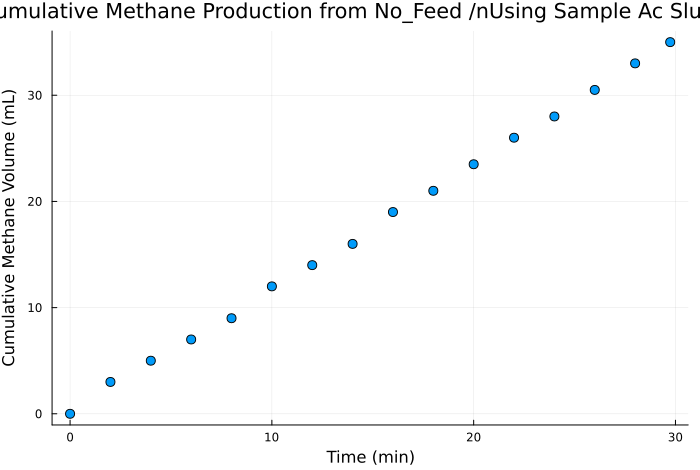 umulative Methane Production from No_Feed /nUsing Sample Ac Slu
Cumulative Methane Volume (mL)
30
20
10
0
0 10 20 30
Time (min)